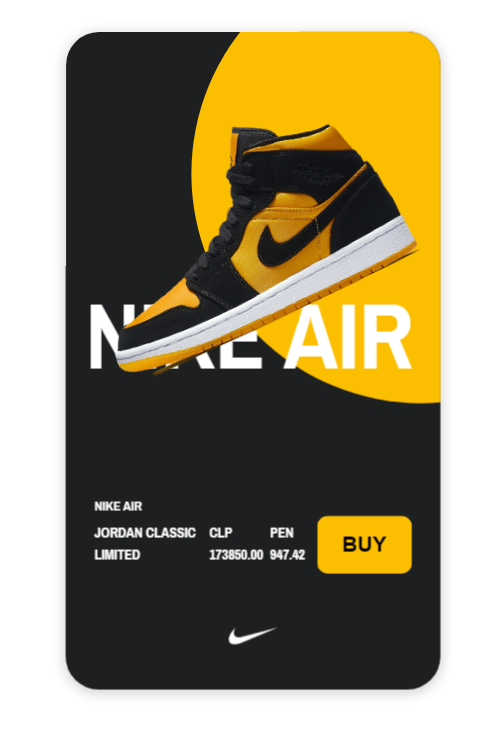 NIKE AIR
NIKE AIR
JORDAN CLASSIC CLP PEN
LIMITED 173850.00 947.42
BUY